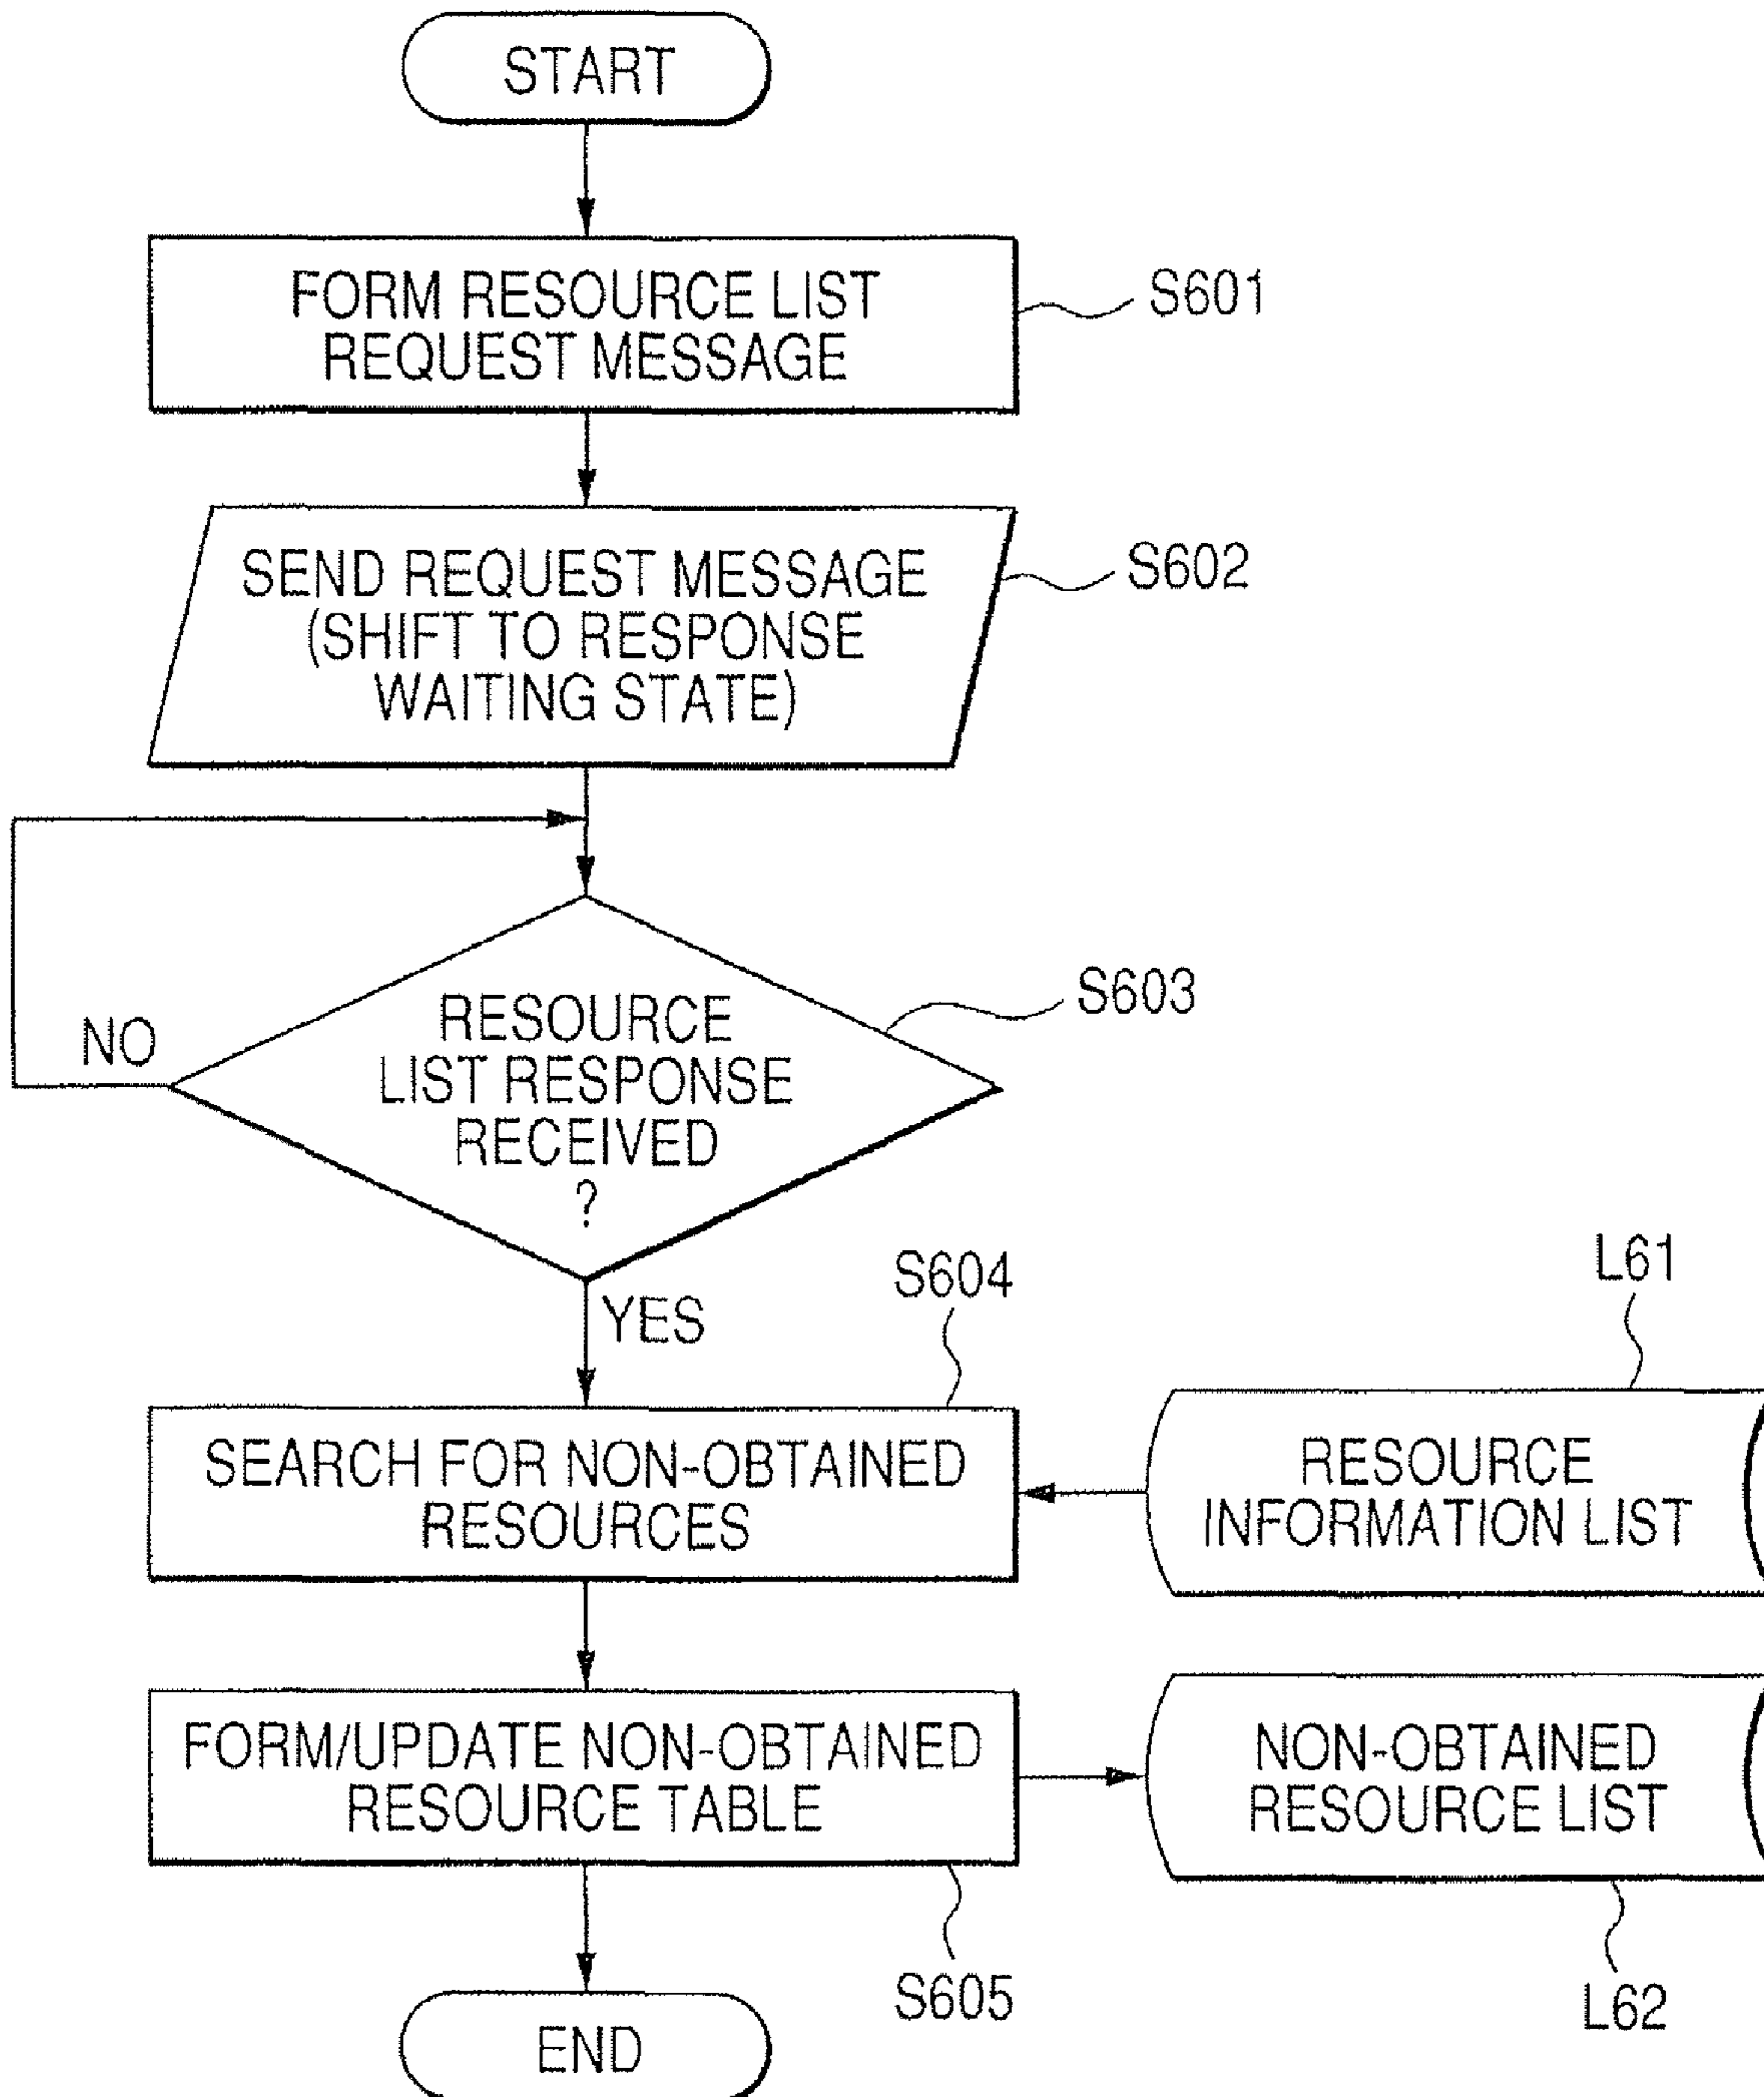 START
FORM RESOURCE LIST
REQUEST MESSAGE
S601
SEND REQUEST MESSAGE
(SHIFT TO RESPONSE
WAITING STATE)
S602
RESOURCE
LIST RESPONSE
RECEIVED
?
S603
NO
YES
S604
SEARCH FOR NON-OBTAINED
RESOURCES
L61
RESOURCE
INFORMATION LIST
FORM/UPDATE NON-OBTAINED
RESOURCE TABLE
S605
NON-OBTAINED
RESOURCE LIST
L62
END